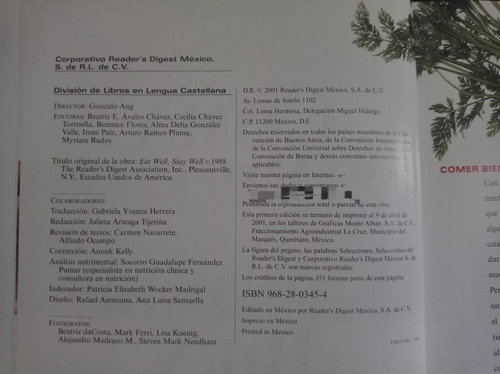 Corporativo Reader's Digest México,
S. de R.L. de C.V.
División de Libros en Lengua Castellana
DIRECTOR: Gonzalo Ang
EDITORES: Beatriz E. Ávalos Chávez, Cecilia Chávez
Torroella, Berenice Flores, Alma Delia González
Valle, Irene Paiz, Arturo Ramos Pluma,
Myriam Rudoy
Título original de la obra: Eat Well, Stay Well © 1988
The Reader's Digest Association, Inc., Pleasantville,
N.Y., Estados Unidos de América.
COLABORADORES:
Traducción: Gabriela Ysunza Herrera
Redacción: Julieta Arteaga Tijerina
Revisión de textos: Carmen Navarrete,
Alfredo Ocampo
Corrección: Anouk Kelly
Análisis nutrimental: Socorro Guadalupe Fernández
Pumar (especialista en nutrición clínica y
consultora en nutrición)
Indexador: Patricia Elizabeth Wocker Madrigal
Diseño: Rafael Arenzana, Ana Luisa Santaella
FOTÓGRAFOS:
Beatriz daCosta, Mark Ferri, Lisa Koenig,
Alejandro Madrazo M., Steven Mark Needham
D.R. © 2001 Reader's Digest México, S.A. de C.V.
Av. Lomas de Sotelo 1102
Col. Loma Hermosa, Delegación Miguel Hidalgo
C.P. 11200 México, D.F.
Derechos reservados en todos los países miembros de la Con-
vención de Buenos Aires, de la Convención Interamericana,
de la Convención Universal sobre Derechos de Autor, de la
Convención de Berna y demás convenios internacionales
aplicables.
Visite nuestra página en Internet
Envíenos sus dudas y comentarios a:
Prohibida la reproducción total o parcial de esta obra
Esta primera edición se terminó de imprimir el 9 de abril de
2001, en los talleres de Gráficas Monte Albán, S.A. de C.V.
Fraccionamiento Agroindustrial La Cruz, Municipio del
Marqués, Querétaro, México.
La figura del pegaso, las palabras Selecciones, Selecciones del
Reader's Digest y Corporativo Reader's Digest México S. de
R.L. de C.V. son marcas registradas.
Los créditos de la página 351 forman parte de esta página.
ISBN 968-28-0345-4
Editado en México por Reader's Digest México, S.A. de C.V.
Impreso en México
Printed in Mexico
COMER BIEN